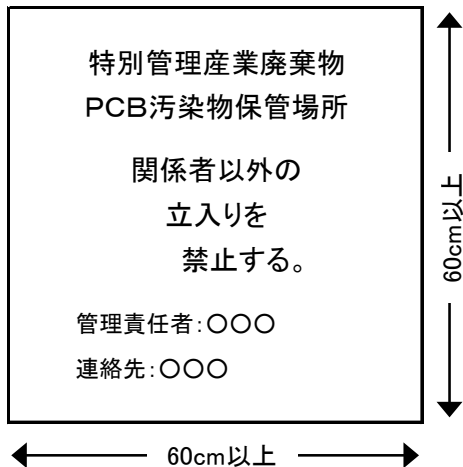 特別管理産業廃棄物
PCB汚染物保管場所
関係者以外の
立入りを
禁止する。
管理責任者:〇〇〇
連絡先:〇〇〇
60cm以上
60cm以上